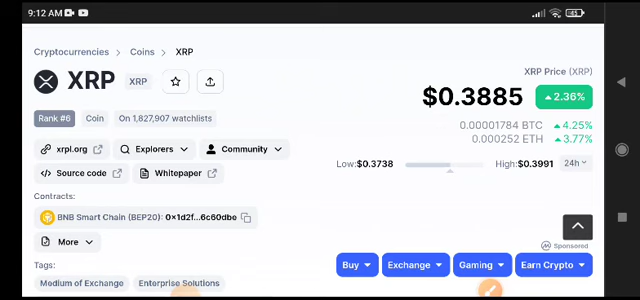 9:12 AM
Cryptocurrencies > Coins > XRP
XRP XRP
XRP Price (XRP)
$0.3885 2.36%
Rank #6 Coin On 1,827,907 watchlists
0.00001784 BTC 4.25%
0.000252 ETH 3.77%
xrpl.org Explorers Community
Low:$0.3738 High:$0.3991 24h
Source code Whitepaper
Contracts:
BNB Smart Chain (BEP20): 0x1d2f...6c60dbe
More
Sponsored
Buy Exchange Gaming Earn Crypto
Tags:
Medium of Exchange Enterprise Solutions